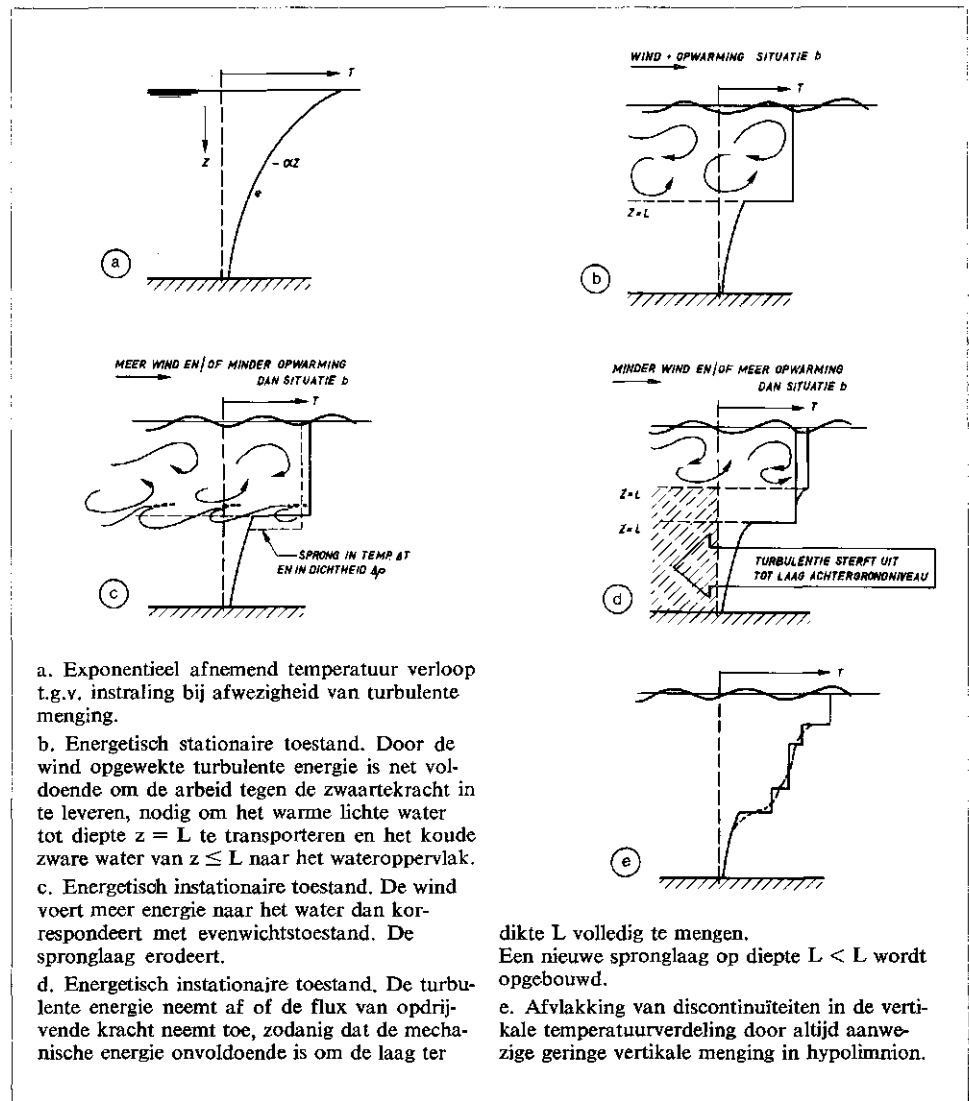 T
z
e - αz
a
WIND + OPWARMING SITUATIE b
T
z=L
b
MEER WIND EN/OF MINDER OPWARMING
DAN SITUATIE b
T
SPRONG IN TEMP. ΔT
EN IN DICHTHEID Δρ
c
MINDER WIND EN/OF MEER OPWARMING
DAN SITUATIE b
T
z=L
z=L
TURBULENTIE STERFT UIT
TOT LAAG ACHTERGRONDNIVEAU
d
T
e
a. Exponentieel afnemend temperatuur verloop
t.g.v. instraling bij afwezigheid van turbulente
menging.
b. Energetisch stationaire toestand. Door de
wind opgewekte turbulente energie is net vol-
doende om de arbeid tegen de zwaartekracht in
te leveren, nodig om het warme lichte water
tot diepte z = L te transporteren en het koude
zware water van z ≤ L naar het wateroppervlak.
c. Energetisch instationaire toestand. De wind
voert meer energie naar het water dan kor-
respondeert met evenwichtstoestand. De
spronglaag erodeert.
d. Energetisch instationaire toestand. De turbu-
lente energie neemt af of de flux van opdrij-
vende kracht neemt toe, zodanig dat de mecha-
nische energie onvoldoende is om de laag ter
dikte L volledig te mengen.
Een nieuwe spronglaag op diepte L < L wordt
opgebouwd.
e. Afvlakking van discontinuïteiten in de verti-
kale temperatuurverdeling door altijd aanwe-
zige geringe vertikale menging in hypolimnion.